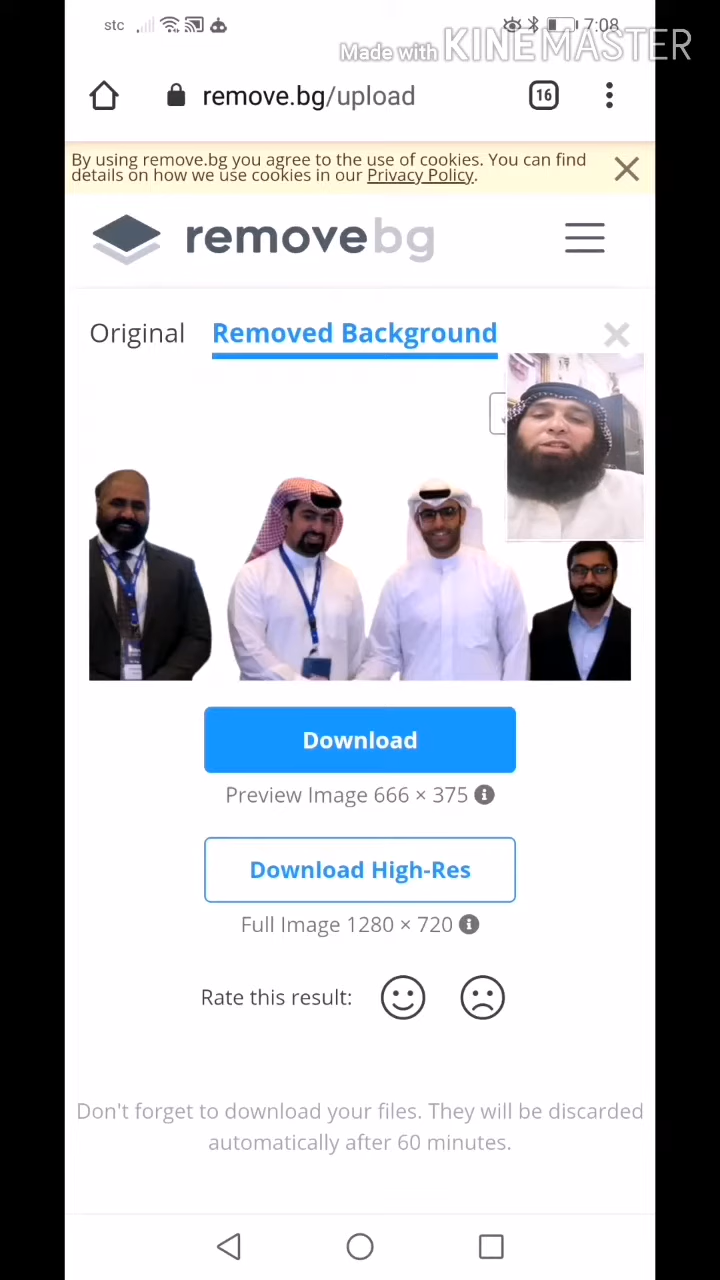 stc
7:08
Made with KINEMASTER
remove.bg/upload
16
By using remove.bg you agree to the use of cookies. You can find
details on how we use cookies in our Privacy Policy.
removebg
Original
Removed Background
Download
Preview Image 666 × 375
Download High-Res
Full Image 1280 × 720
Rate this result:
Don't forget to download your files. They will be discarded
automatically after 60 minutes.